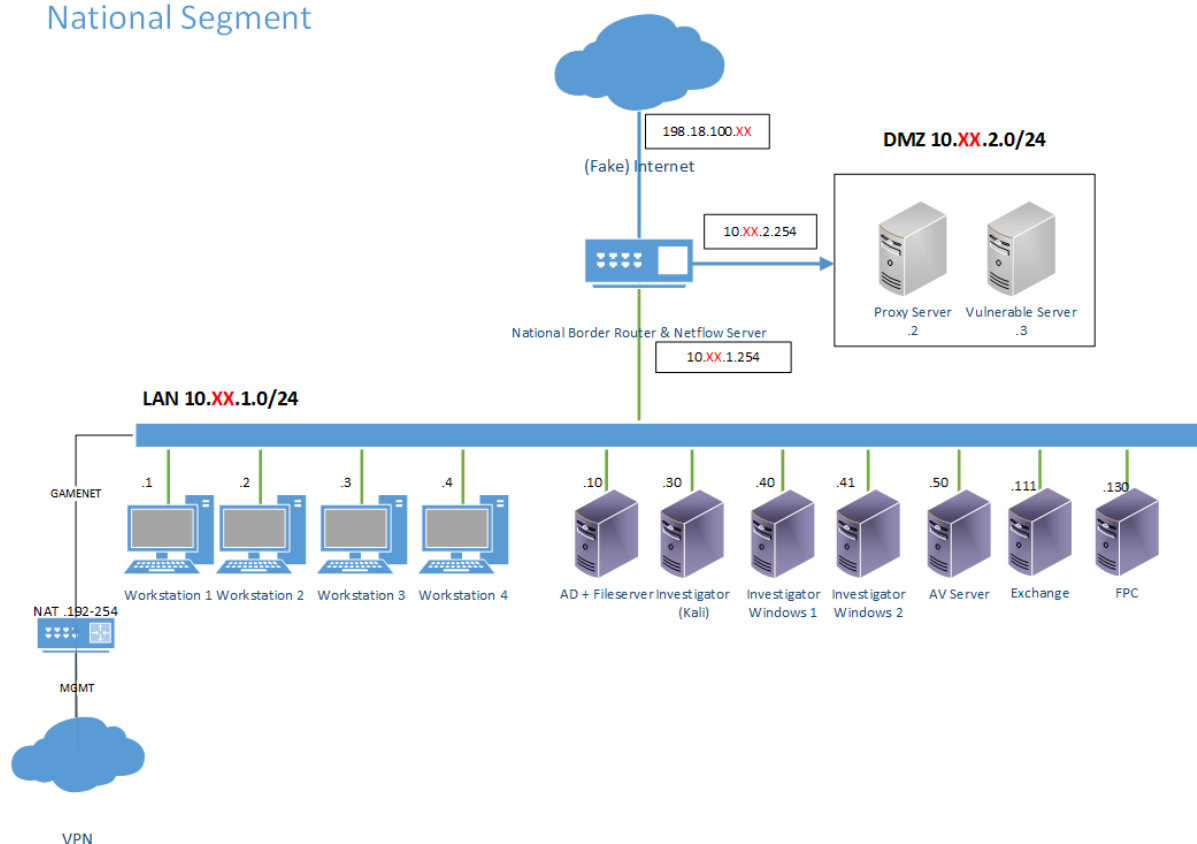 National Segment
198.18.100.XX
(Fake) Internet
DMZ 10.XX.2.0/24
10.XX.2.254
Proxy Server
.2
Vulnerable Server
.3
National Border Router & Netflow Server
10.XX.1.254
LAN 10.XX.1.0/24
GAMENET
.1
.2
.3
.4
.10
.30
.40
.41
.50
.111
.130
Workstation 1
Workstation 2
Workstation 3
Workstation 4
AD + Fileserver
Investigator
(Kali)
Investigator
Windows 1
Investigator
Windows 2
AV Server
Exchange
FPC
NAT .192-254
MGMT
VPN